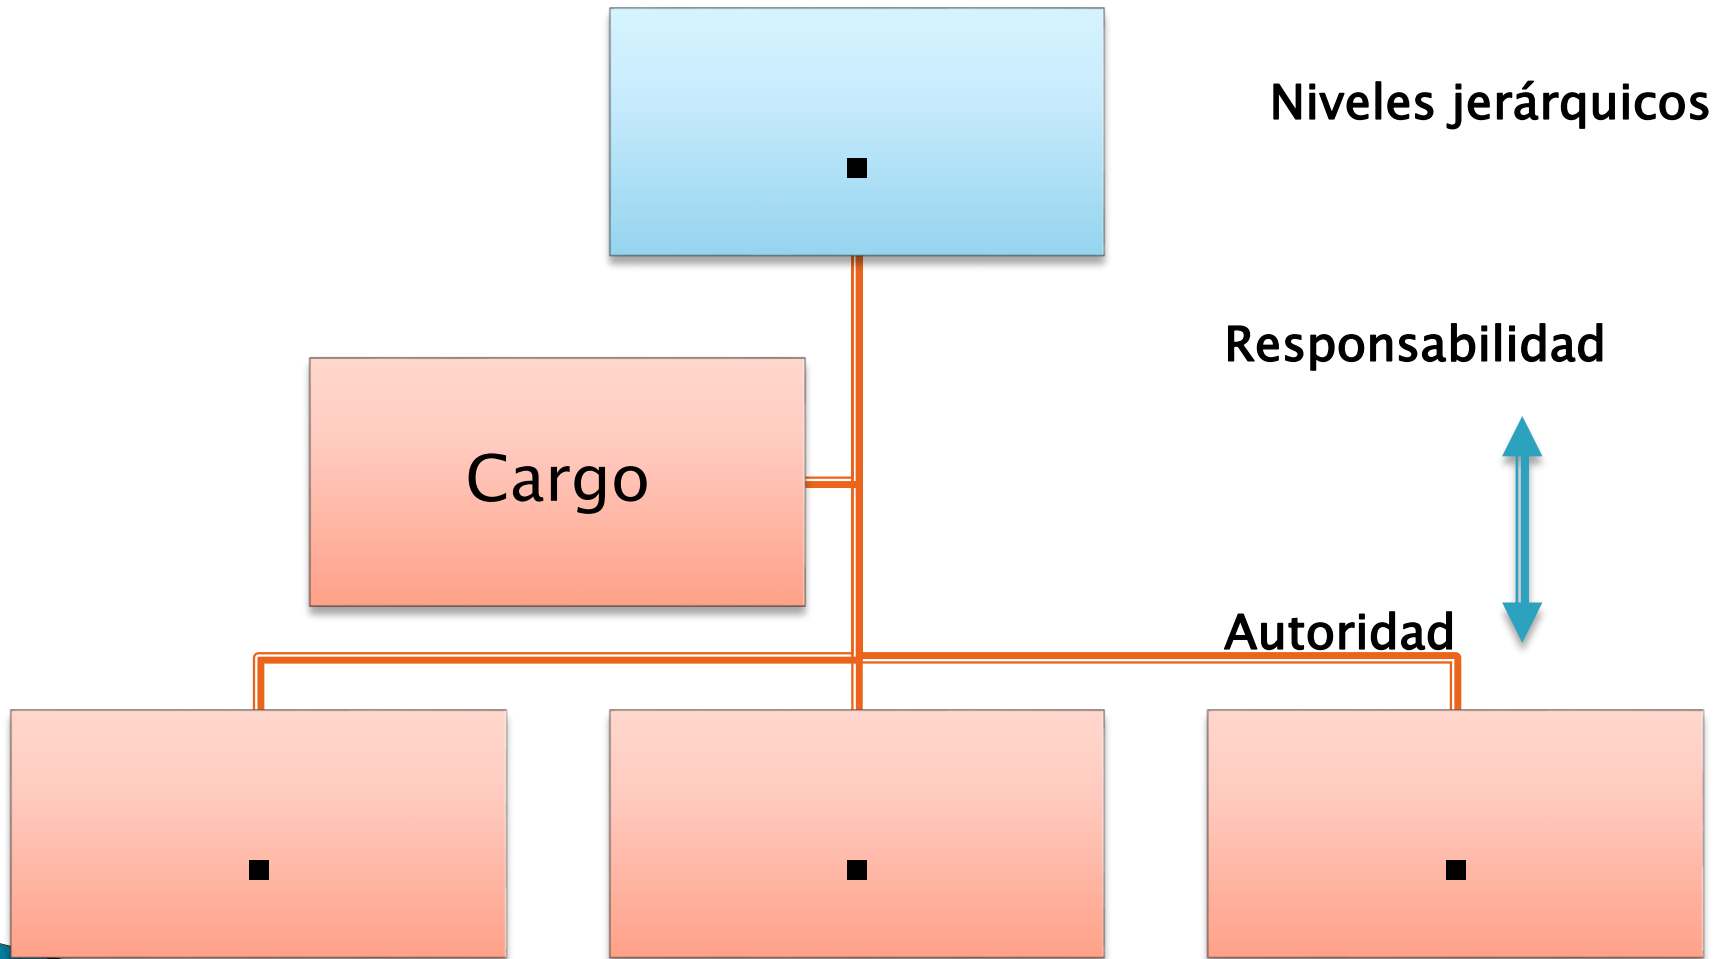 .
Niveles jerárquicos
Responsabilidad
Cargo
Autoridad
.
.
.